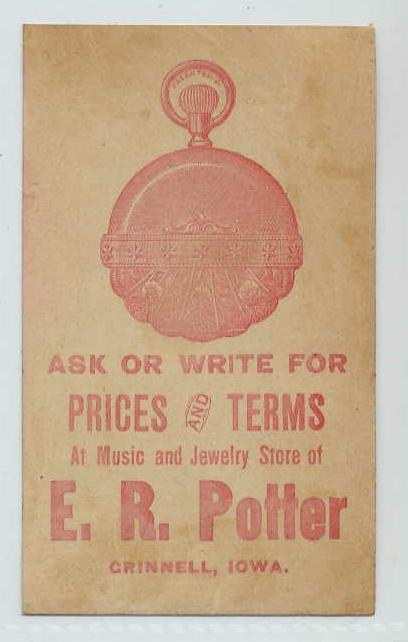 ASK OR WRITE FOR
PRICES AND TERMS
At Music and Jewelry Store of
E. R. Potter
GRINNELL, IOWA.